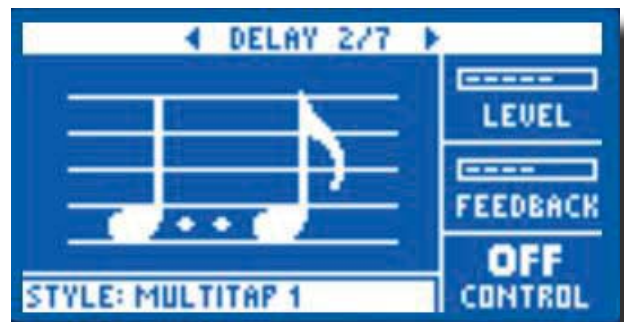 DELAY 2/7
LEVEL
FEEDBACK
OFF
CONTROL
STYLE: MULTITAP 1